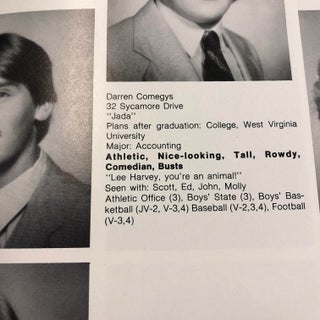 Darren Comegys
32 Sycamore Drive
"Jada"
Plans after graduation: College, West Virginia
University
Major: Accounting
Athletic, Nice-looking, Tall, Rowdy,
Comedian, Busts
"Lee Harvey, you're an animal!"
Seen with: Scott, Ed, John, Molly
Athletic Office (3), Boys' State (3), Boys' Bas-
ketball (JV-2, V-3,4) Baseball (V-2,3,4), Football
(V-3,4)